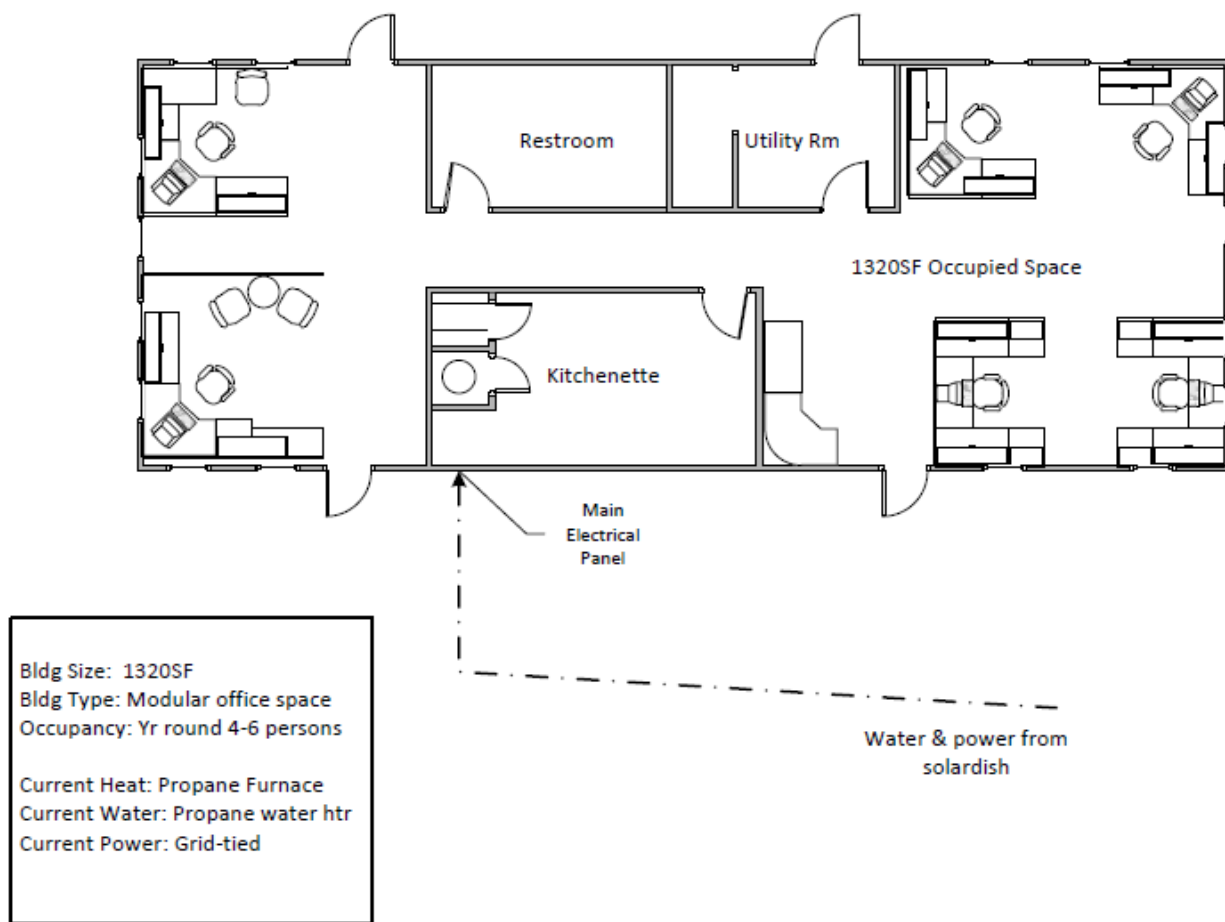 Restroom
Utility Rm
1320SF Occupied Space
Kitchenette
Main
Electrical
Panel
Water & power from
solardish
Bldg Size: 1320SF
Bldg Type: Modular office space
Occupancy: Yr round 4-6 persons
Current Heat: Propane Furnace
Current Water: Propane water htr
Current Power: Grid-tied